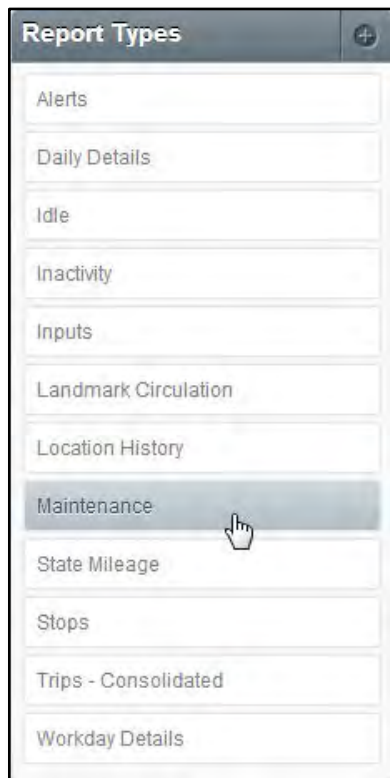 Report Types
Alerts
Daily Details
Idle
Inactivity
Inputs
Landmark Circulation
Location History
Maintenance
State Mileage
Stops
Trips - Consolidated
Workday Details